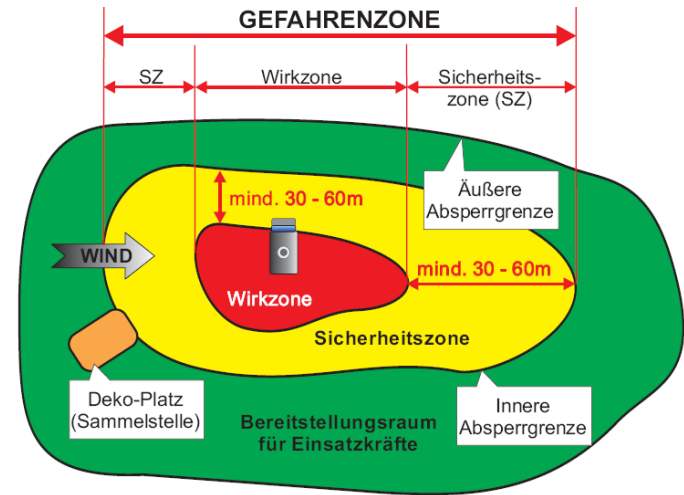 GEFAHRENZONE
SZ
Wirkzone
Sicherheits-
zone (SZ)
mind. 30 - 60m
Äußere
Absperrgrenze
WIND
mind. 30 - 60m
Wirkzone
Sicherheitszone
Deko-Platz
(Sammelstelle)
Innere
Absperrgrenze
Bereitstellungsraum
für Einsatzkräfte